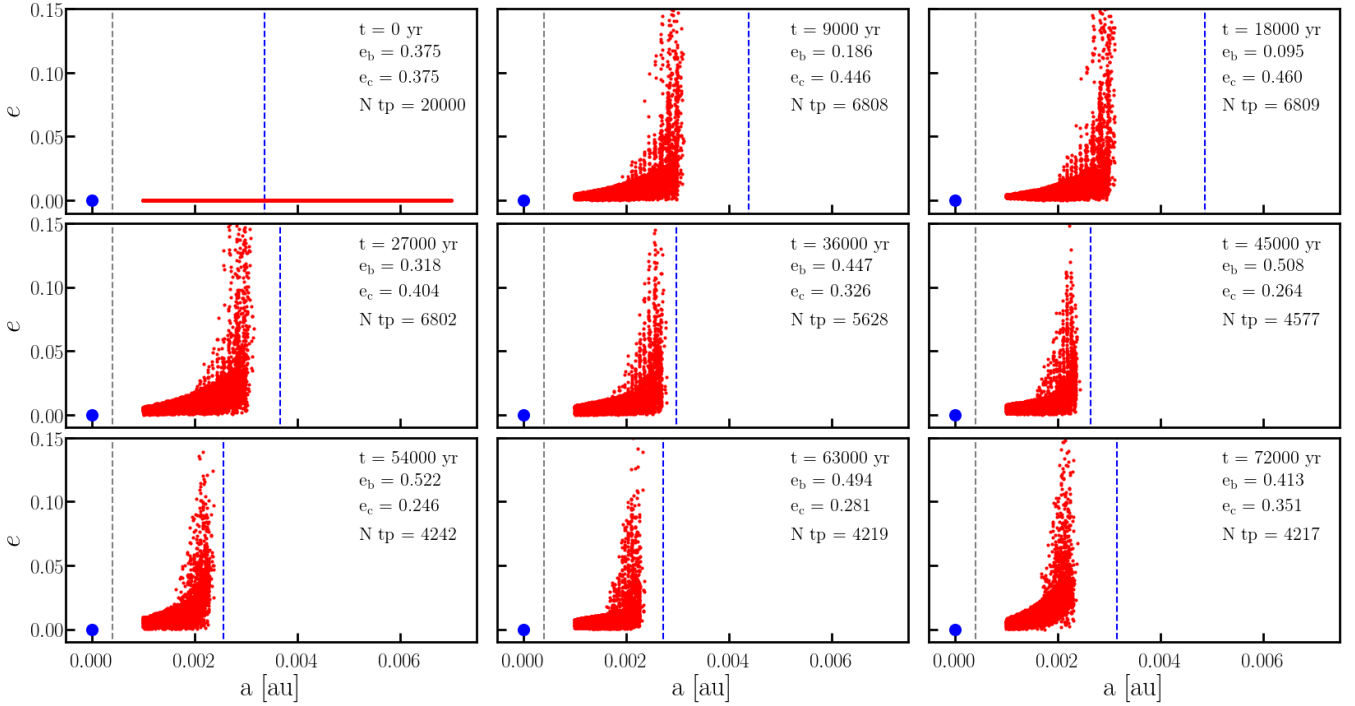 0.15
0.10
0.05
0.00
e
t = 0 yr
e_b = 0.375
e_c = 0.375
N tp = 20000
t = 9000 yr
e_b = 0.186
e_c = 0.446
N tp = 6808
t = 18000 yr
e_b = 0.095
e_c = 0.460
N tp = 6809
0.15
0.10
0.05
0.00
e
t = 27000 yr
e_b = 0.318
e_c = 0.404
N tp = 6802
t = 36000 yr
e_b = 0.447
e_c = 0.326
N tp = 5628
t = 45000 yr
e_b = 0.508
e_c = 0.264
N tp = 4577
0.15
0.10
0.05
0.00
e
t = 54000 yr
e_b = 0.522
e_c = 0.246
N tp = 4242
t = 63000 yr
e_b = 0.494
e_c = 0.281
N tp = 4219
t = 72000 yr
e_b = 0.413
e_c = 0.351
N tp = 4217
0.000 0.002 0.004 0.006
0.000 0.002 0.004 0.006
0.000 0.002 0.004 0.006
a [au]
a [au]
a [au]